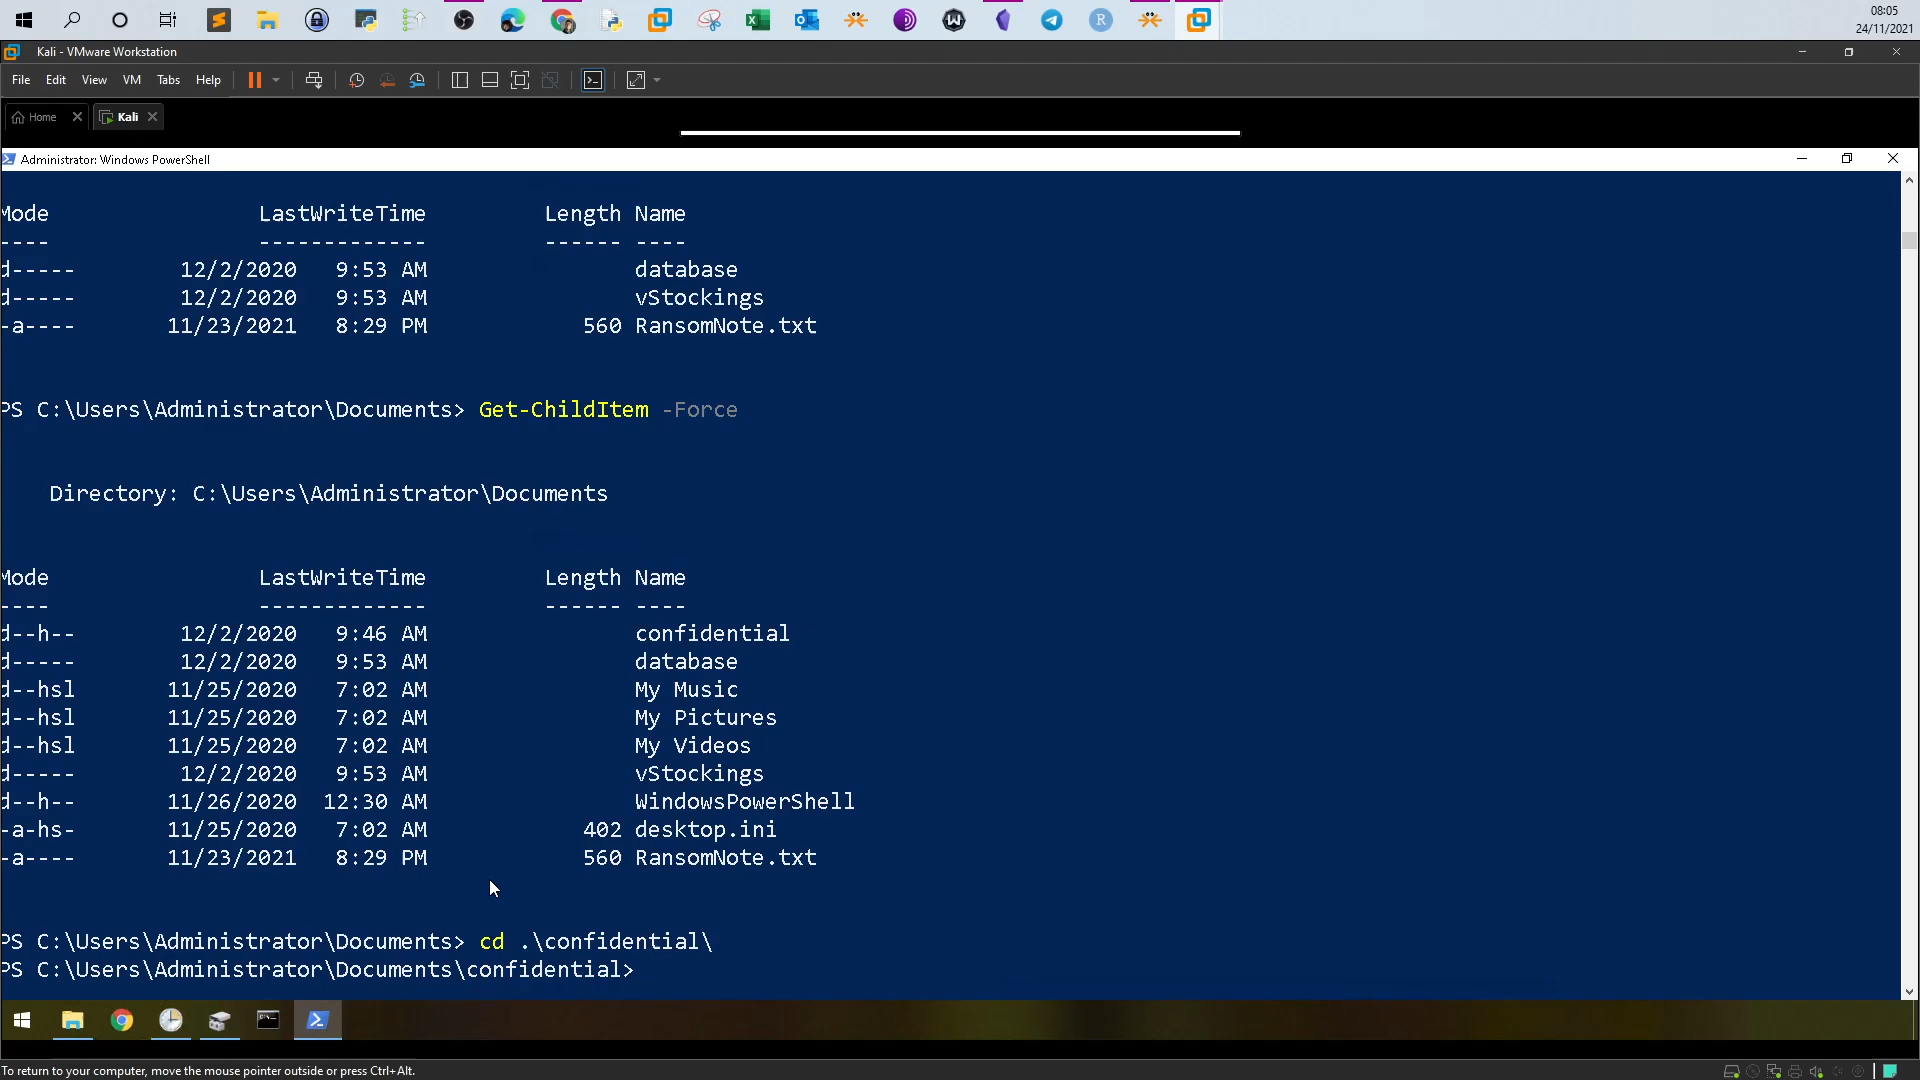 08:05
24/11/2021
Kali - VMware Workstation
File Edit View VM Tabs Help
Home Kali
Administrator: Windows PowerShell
Mode LastWriteTime Length Name
---- ------------- ------ ----
d----- 12/2/2020 9:53 AM database
d----- 12/2/2020 9:53 AM vStockings
-a---- 11/23/2021 8:29 PM 560 RansomNote.txt
PS C:\Users\Administrator\Documents> Get-ChildItem -Force
Directory: C:\Users\Administrator\Documents
Mode LastWriteTime Length Name
---- ------------- ------ ----
d--h-- 12/2/2020 9:46 AM confidential
d----- 12/2/2020 9:53 AM database
d--hsl 11/25/2020 7:02 AM My Music
d--hsl 11/25/2020 7:02 AM My Pictures
d--hsl 11/25/2020 7:02 AM My Videos
d----- 12/2/2020 9:53 AM vStockings
d--h-- 11/26/2020 12:30 AM WindowsPowerShell
-a-hs- 11/25/2020 7:02 AM 402 desktop.ini
-a---- 11/23/2021 8:29 PM 560 RansomNote.txt
PS C:\Users\Administrator\Documents> cd .\confidential\
PS C:\Users\Administrator\Documents\confidential>
To return to your computer, move the mouse pointer outside or press Ctrl+Alt.